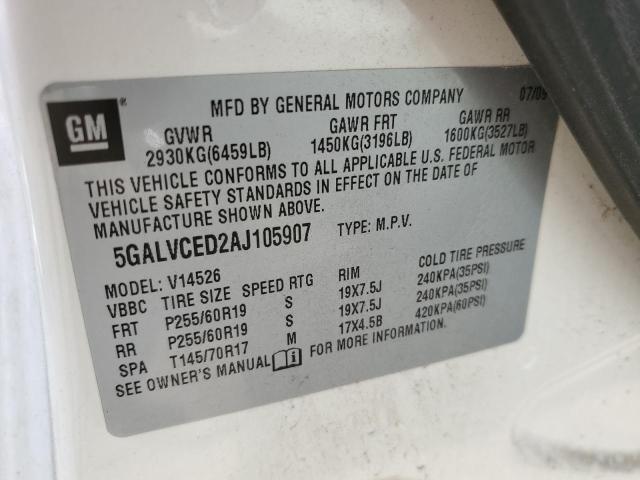 GM ® MFD BY GENERAL MOTORS COMPANY 07/09
GVWR GAWR FRT GAWR RR
2930KG(6459LB) 1450KG(3196LB) 1600KG(3527LB)
THIS VEHICLE CONFORMS TO ALL APPLICABLE U.S. FEDERAL MOTOR
VEHICLE SAFETY STANDARDS IN EFFECT ON THE DATE OF
MANUFACTURE SHOWN ABOVE.
5GALVCED2AJ105907 TYPE: M.P.V.
MODEL: V14526
VBBC TIRE SIZE SPEED RTG RIM COLD TIRE PRESSURE
FRT P255/60R19 S 19X7.5J 240KPA(35PSI)
RR P255/60R19 S 19X7.5J 240KPA(35PSI)
SPA T145/70R17 M 17X4.5B 420KPA(60PSI)
SEE OWNER'S MANUAL FOR MORE INFORMATION.